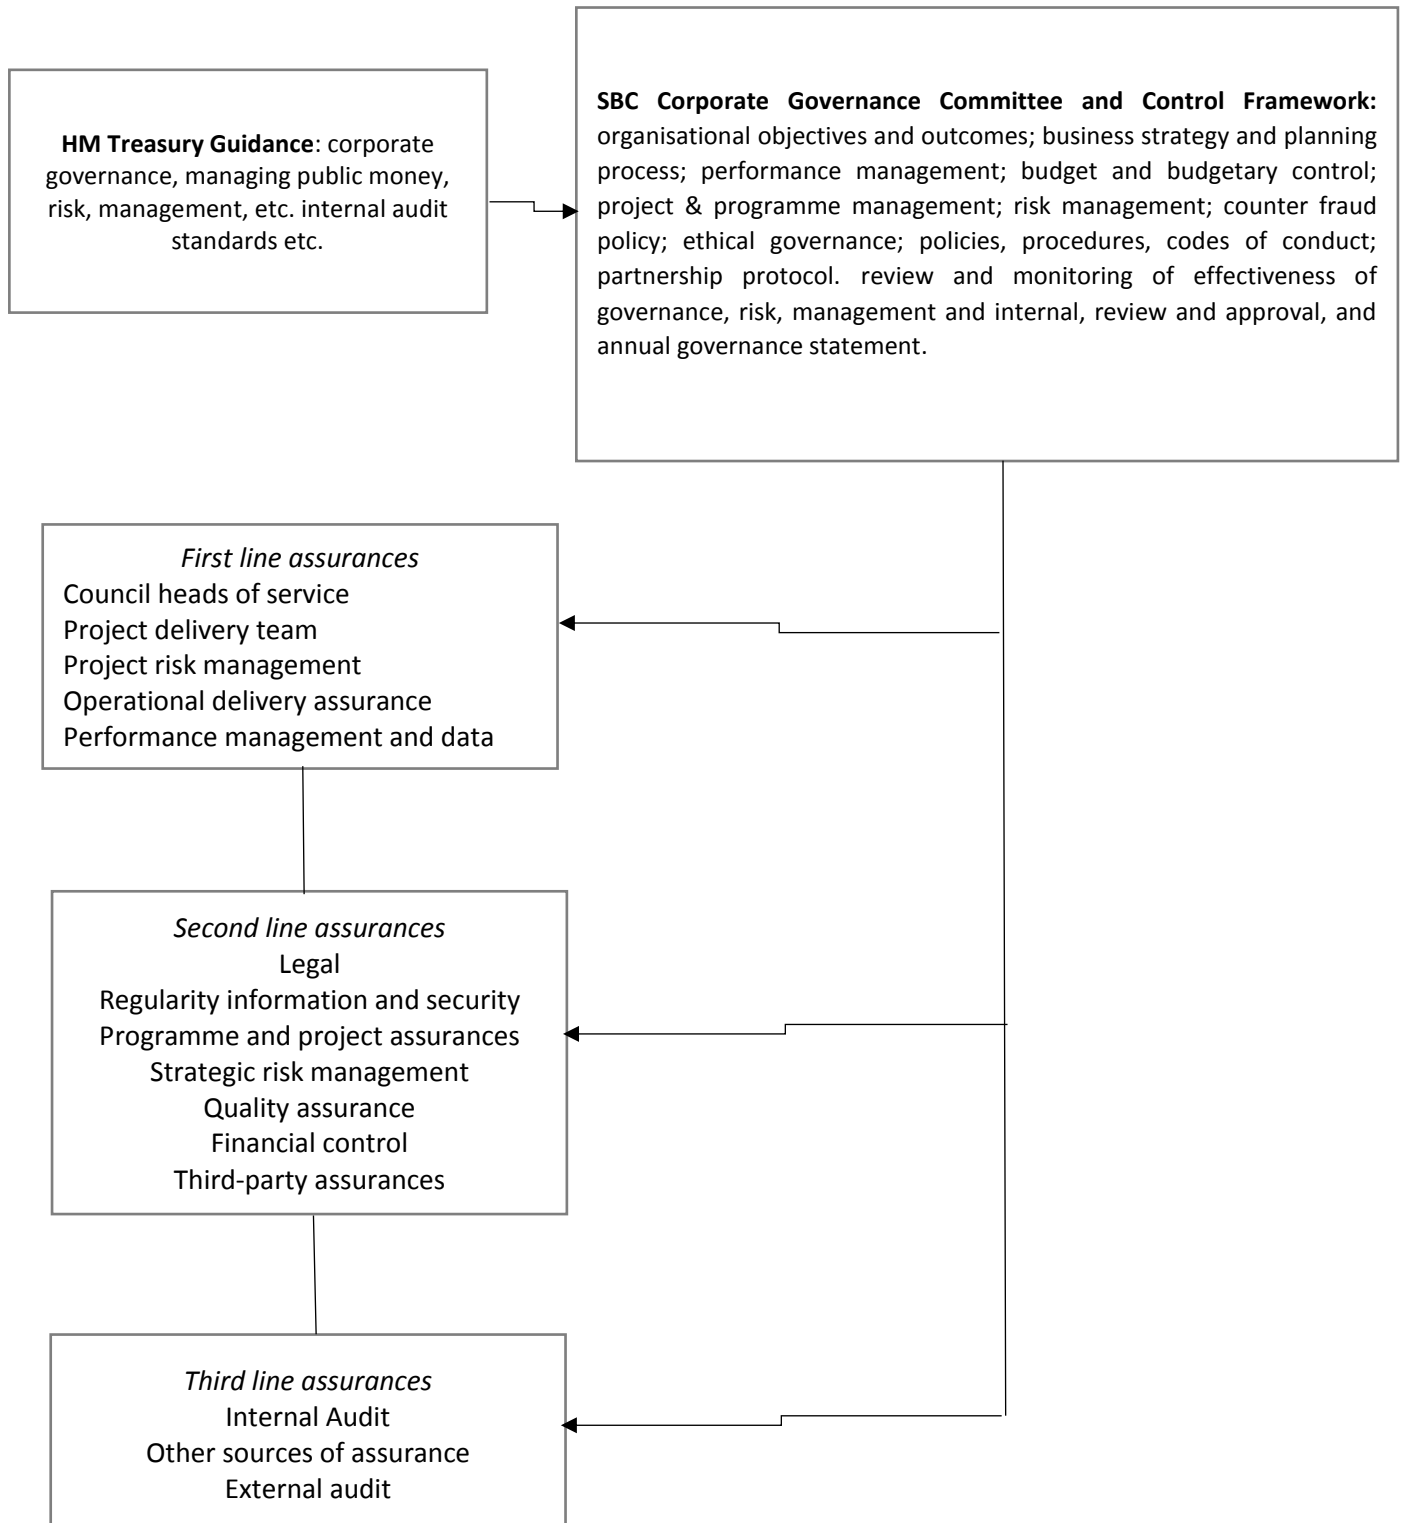 HM Treasury Guidance: corporate
governance, managing public money,
risk, management, etc. internal audit
standards etc.
SBC Corporate Governance Committee and Control Framework:
organisational objectives and outcomes; business strategy and planning
process; performance management; budget and budgetary control;
project & programme management; risk management; counter fraud
policy; ethical governance; policies, procedures, codes of conduct;
partnership protocol. review and monitoring of effectiveness of
governance, risk, management and internal, review and approval, and
annual governance statement.
First line assurances
Council heads of service
Project delivery team
Project risk management
Operational delivery assurance
Performance management and data
Second line assurances
Legal
Regularity information and security
Programme and project assurances
Strategic risk management
Quality assurance
Financial control
Third-party assurances
Third line assurances
Internal Audit
Other sources of assurance
External audit